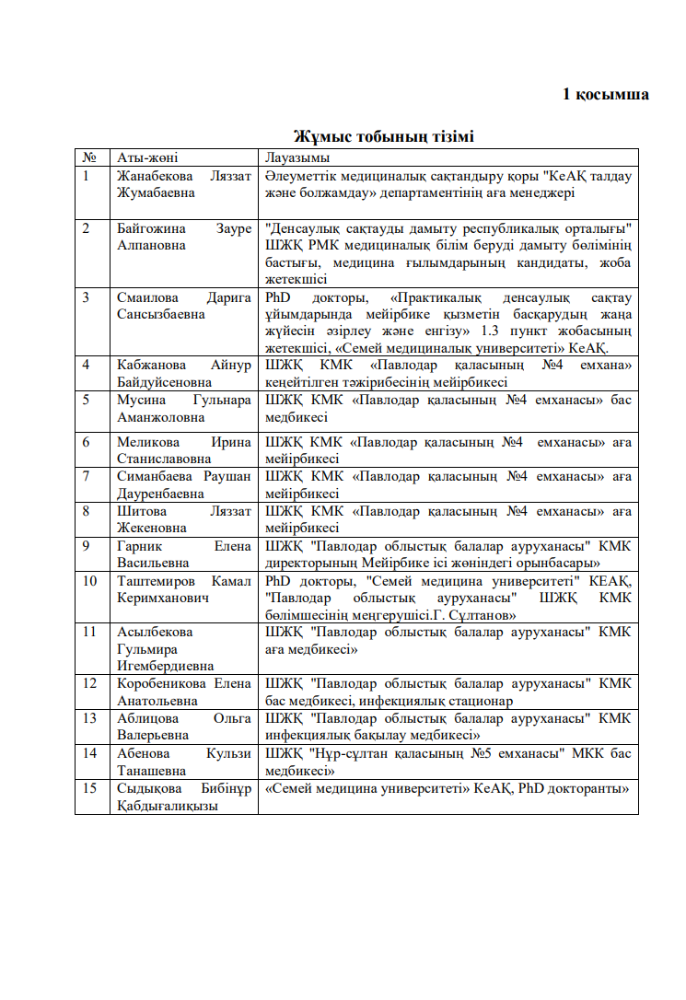 1 қосымша
Жұмыс тобының тізімі
№ Аты-жөні Лауазымы
1 Жанабекова Ляззат Әлеуметтік медициналық сақтандыру қоры "КеАҚ талдау
Жумабаевна және болжамдау» департаментінің аға менеджері
2 Байгожина Зауре "Денсаулық сақтауды дамыту республикалық орталығы"
Алпановна ШЖҚ РМК медициналық білім беруді дамыту бөлімінің
бастығы, медицина ғылымдарының кандидаты, жоба
жетекшісі
3 Смаилова Дарига PhD докторы, «Практикалық денсаулық сақтау
Сансызбаевна ұйымдарында мейірбике қызметін басқарудың жаңа
жүйесін әзірлеу және енгізу» 1.3 пункт жобасының
жетекшісі, «Семей медициналық университеті» КеАҚ.
4 Кабжанова Айнур ШЖҚ КМК «Павлодар қаласының №4 емхана»
Байдуйсеновна кеңейтілген тәжірибесінің мейірбикесі
5 Мусина Гульнара ШЖҚ КМК «Павлодар қаласының №4 емханасы» бас
Аманжоловна медбикесі
6 Меликова Ирина ШЖҚ КМК «Павлодар қаласының №4 емханасы» аға
Станиславовна мейірбикесі
7 Симанбаева Раушан ШЖҚ КМК «Павлодар қаласының №4 емханасы» аға
Дауренбаевна мейірбикесі
8 Шитова Ляззат ШЖҚ КМК «Павлодар қаласының №4 емханасы» аға
Жекеновна мейірбикесі
9 Гарник Елена ШЖҚ "Павлодар облыстық балалар ауруханасы" КМК
Васильевна директорының Мейірбике ісі жөніндегі орынбасары»
10 Таштемиров Камал PhD докторы, "Семей медицина университеті" КЕАҚ,
Керимханович "Павлодар облыстық ауруханасы" ШЖҚ КМК
бөлімшесінің меңгерушісі.Г. Сұлтанов»
11 Асылбекова ШЖҚ "Павлодар облыстық балалар ауруханасы" КМК
Гульмира аға медбикесі»
Игембердиевна
12 Коробеникова Елена ШЖҚ "Павлодар облыстық балалар ауруханасы" КМК
Анатольевна бас медбикесі, инфекциялық стационар
13 Аблицова Ольга ШЖҚ "Павлодар облыстық балалар ауруханасы" КМК
Валерьевна инфекциялық бақылау медбикесі»
14 Абенова Кульзи ШЖҚ "Нұр-сұлтан қаласының №5 емханасы" МКК бас
Танашевна медбикесі»
15 Сыдықова Бибінұр «Семей медицина университеті» КеАҚ, PhD докторанты»
Қабдығалиқызы